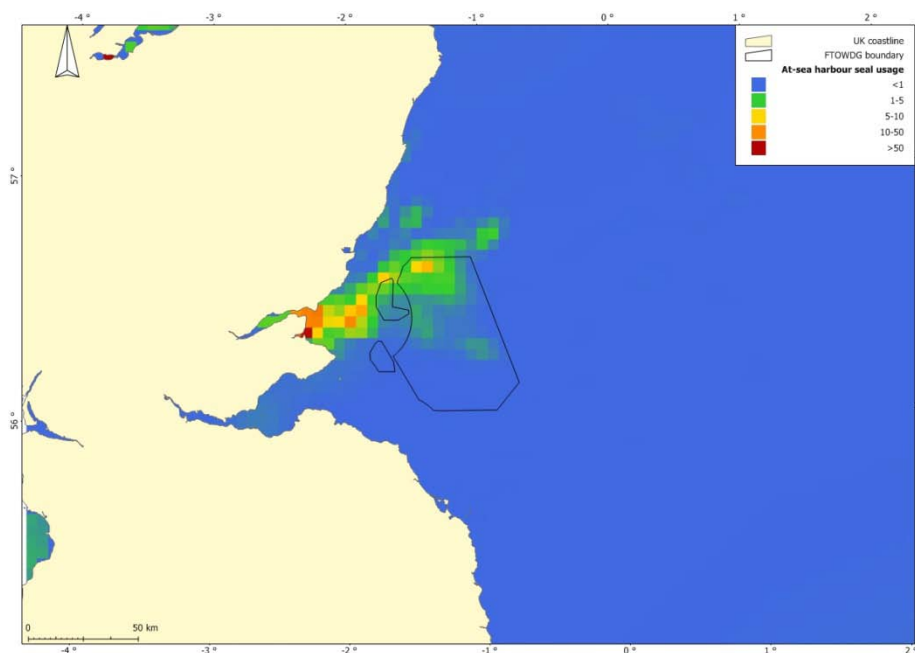 -4 ° -3 ° -2 ° -1 ° 0 ° 1 ° 2 °
UK coastline
FTOWDG boundary
At-sea harbour seal usage
<1
1-5
5-10
10-50
>50
57 °
56 °
0 50 km
-4 ° -3 ° -2 ° -1 ° 0 ° 1 ° 2 °